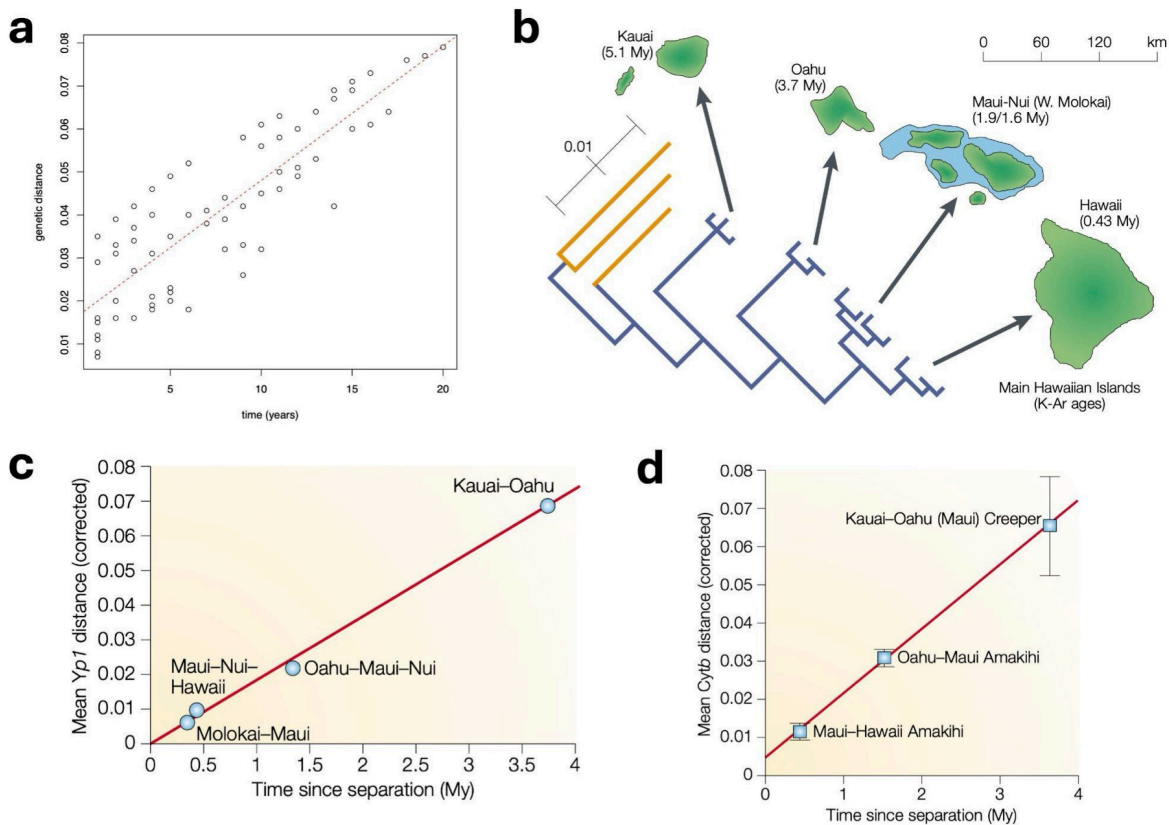 a
0.08
0.07
0.06
0.05
0.04
0.03
0.02
0.01
genetic distance
5
10
15
20
time (years)
b
Kauai
(5.1 My)
Oahu
(3.7 My)
0
60
120
km
Maui-Nui (W. Molokai)
(1.9/1.6 My)
0.01
Hawaii
(0.43 My)
Main Hawaiian Islands
(K-Ar ages)
c
0.08
0.07
0.06
0.05
0.04
0.03
0.02
0.01
0
Mean Yp1 distance (corrected)
Kauai–Oahu
Maui–Nui–
Hawaii
Oahu–Maui–Nui
Molokai–Maui
0
0.5
1
1.5
2
2.5
3
3.5
4
Time since separation (My)
d
0.08
0.07
0.06
0.05
0.04
0.03
0.02
0.01
0
Mean Cytb distance (corrected)
Kauai–Oahu (Maui) Creeper
Oahu–Maui Amakihi
Maui–Hawaii Amakihi
0
1
2
3
4
Time since separation (My)